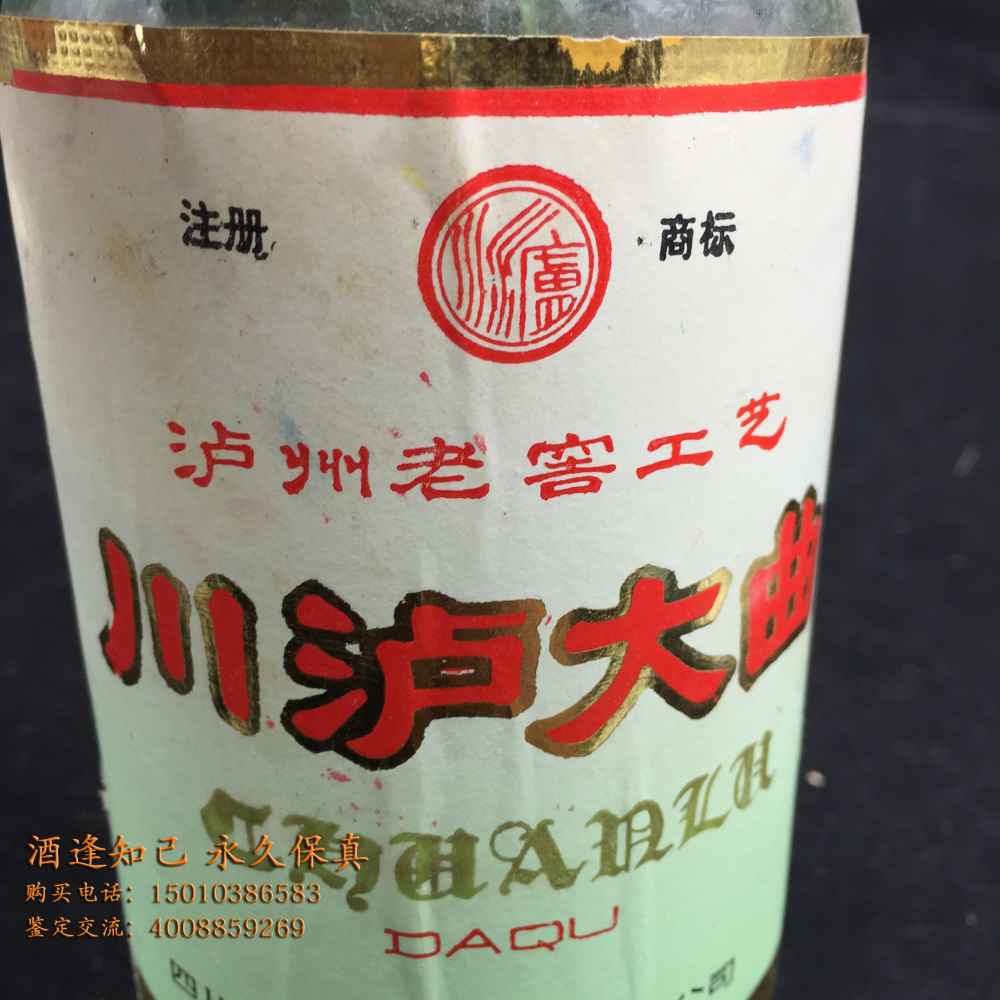 注册 商标
泸州老窖工艺
川泸大曲
CHUANLU
DAQU
酒逢知己 永久保真
购买电话：15010386583
鉴定交流：4008859269